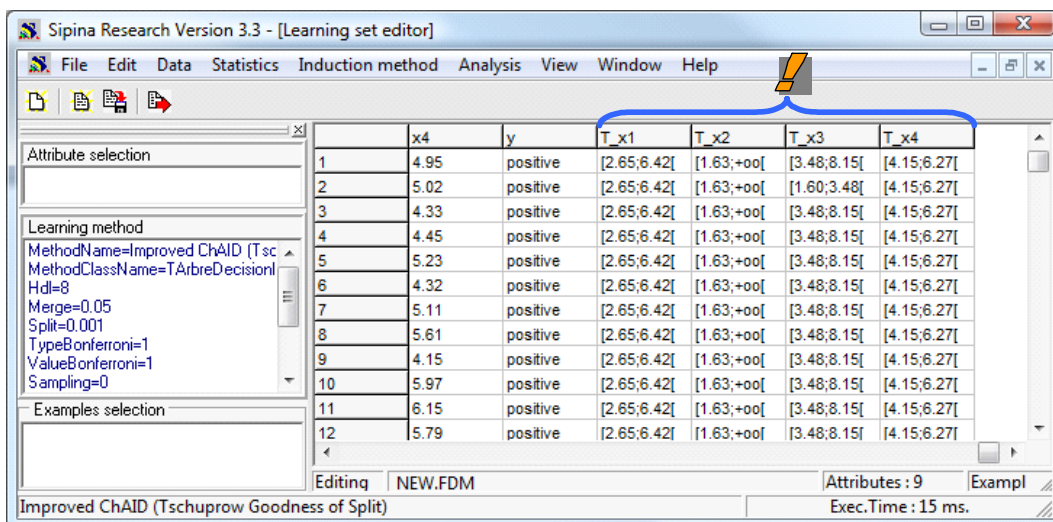 Sipina Research Version 3.3 - [Learning set editor]
File Edit Data Statistics Induction method Analysis View Window Help
Attribute selection
Learning method
MethodName=Improved ChAID (Tsc
MethodClassName=TArbreDecisionI
Hdl=8
Merge=0.05
Split=0.001
TypeBonferroni=1
ValueBonferroni=1
Sampling=0
Examples selection
x4 y T_x1 T_x2 T_x3 T_x4
1 4.95 positive [2.65;6.42[ [1.63;+oo[ [3.48;8.15[ [4.15;6.27[
2 5.02 positive [2.65;6.42[ [1.63;+oo[ [1.60;3.48[ [4.15;6.27[
3 4.33 positive [2.65;6.42[ [1.63;+oo[ [3.48;8.15[ [4.15;6.27[
4 4.45 positive [2.65;6.42[ [1.63;+oo[ [3.48;8.15[ [4.15;6.27[
5 5.23 positive [2.65;6.42[ [1.63;+oo[ [3.48;8.15[ [4.15;6.27[
6 4.32 positive [2.65;6.42[ [1.63;+oo[ [3.48;8.15[ [4.15;6.27[
7 5.11 positive [2.65;6.42[ [1.63;+oo[ [3.48;8.15[ [4.15;6.27[
8 5.61 positive [2.65;6.42[ [1.63;+oo[ [3.48;8.15[ [4.15;6.27[
9 4.15 positive [2.65;6.42[ [1.63;+oo[ [3.48;8.15[ [4.15;6.27[
10 5.97 positive [2.65;6.42[ [1.63;+oo[ [3.48;8.15[ [4.15;6.27[
11 6.15 positive [2.65;6.42[ [1.63;+oo[ [3.48;8.15[ [4.15;6.27[
12 5.79 positive [2.65;6.42[ [1.63;+oo[ [3.48;8.15[ [4.15;6.27[
Editing NEW.FDM Attributes : 9 Exampl
Improved ChAID (Tschuprow Goodness of Split) Exec.Time : 15 ms.